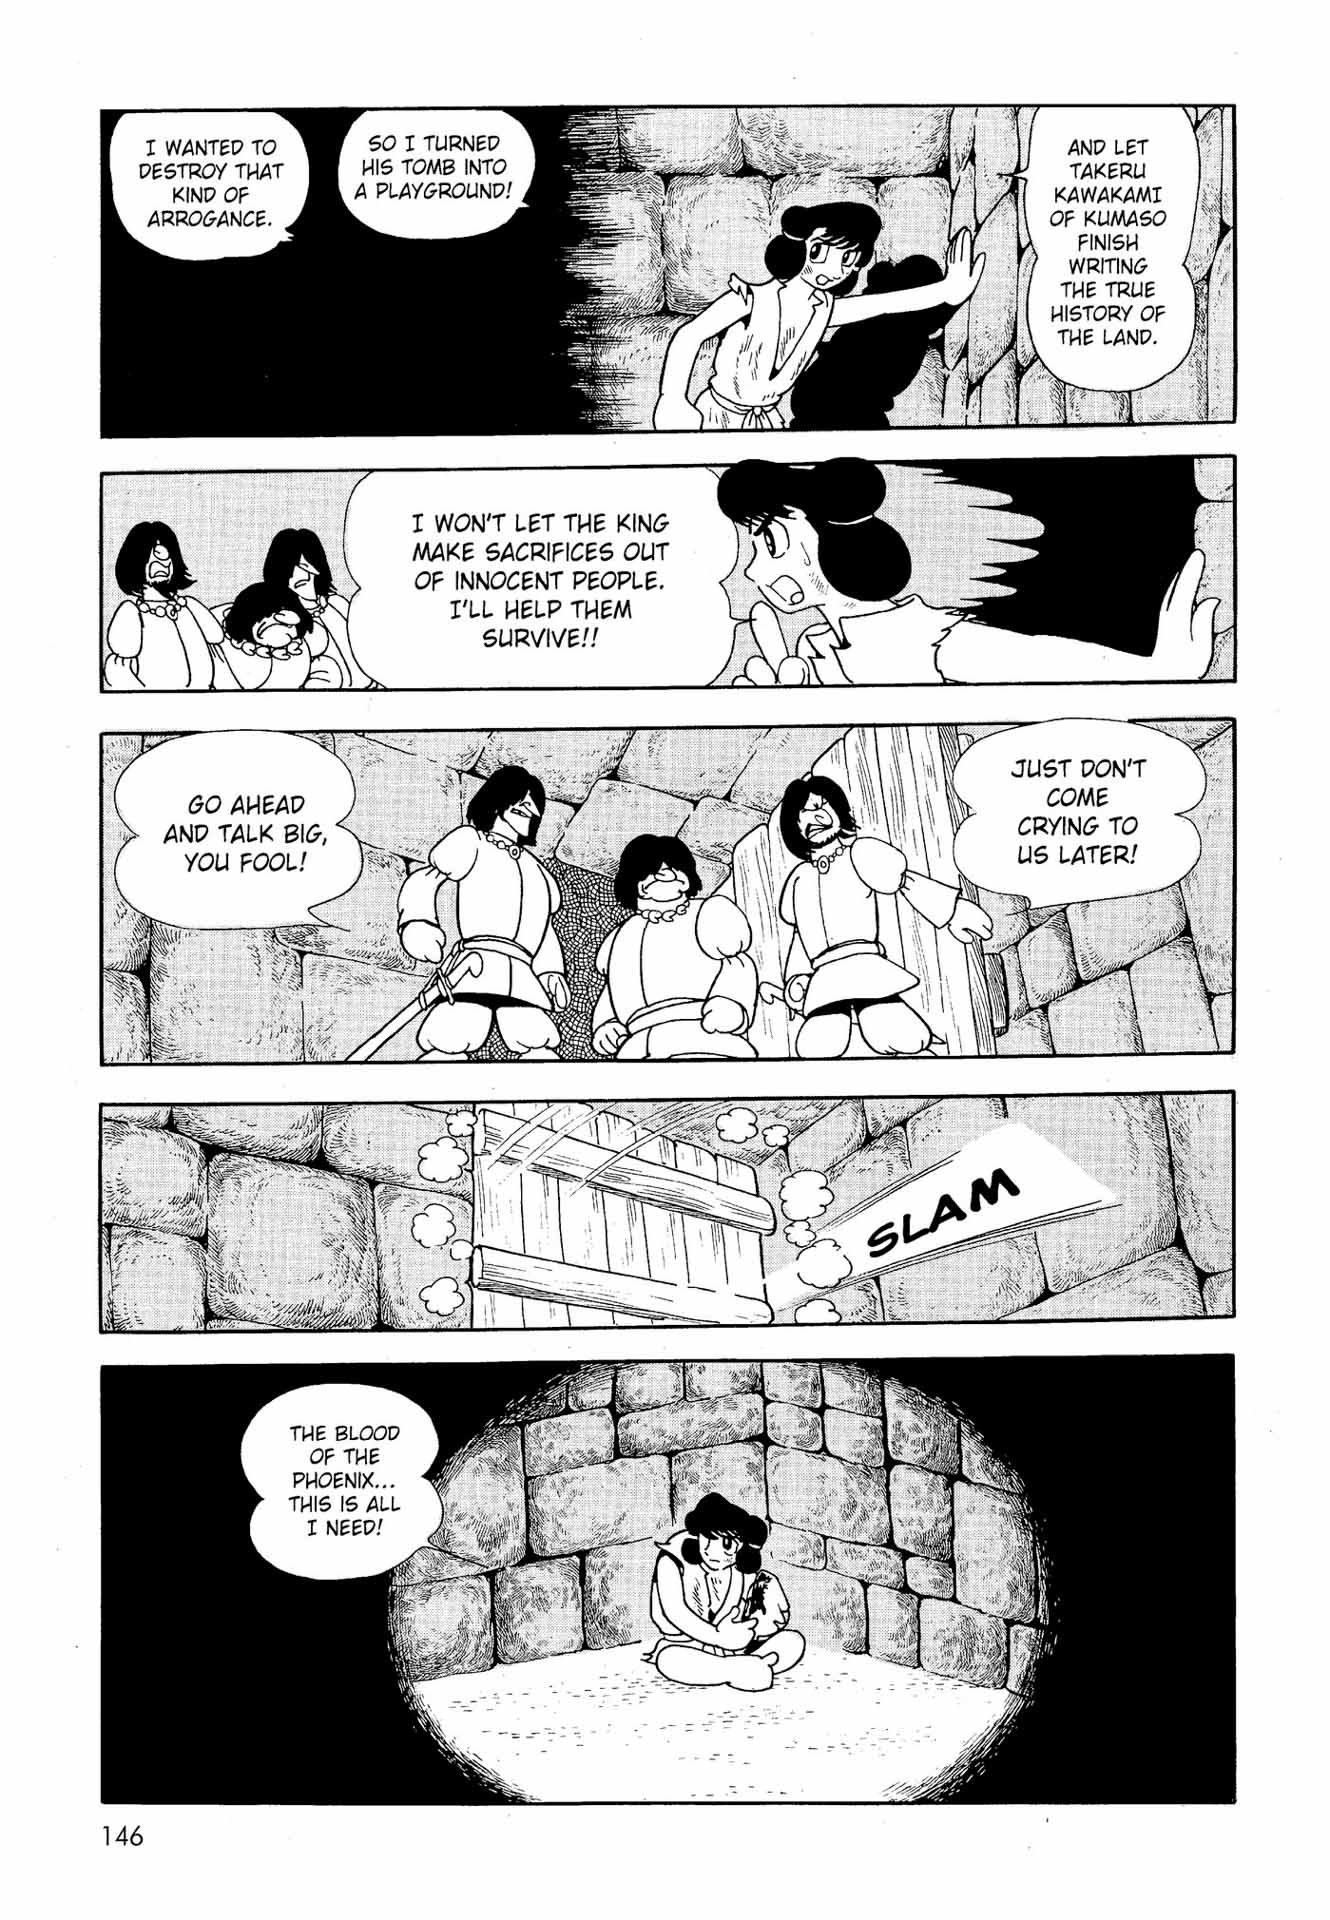 I WANTED TO
DESTROY THAT
KIND OF
ARROGANCE.
SO I TURNED
HIS TOMB INTO
A PLAYGROUND!
AND LET
TAKERU
KAWAKAMI
OF KUMASO
FINISH
WRITING
THE TRUE
HISTORY OF
THE LAND.
I WON'T LET THE KING
MAKE SACRIFICES OUT
OF INNOCENT PEOPLE.
I'LL HELP THEM
SURVIVE!!
GO AHEAD
AND TALK BIG,
YOU FOOL!
JUST DON'T
COME
CRYING TO
US LATER!
SLAM
THE BLOOD
OF THE
PHOENIX...
THIS IS ALL
I NEED!
146